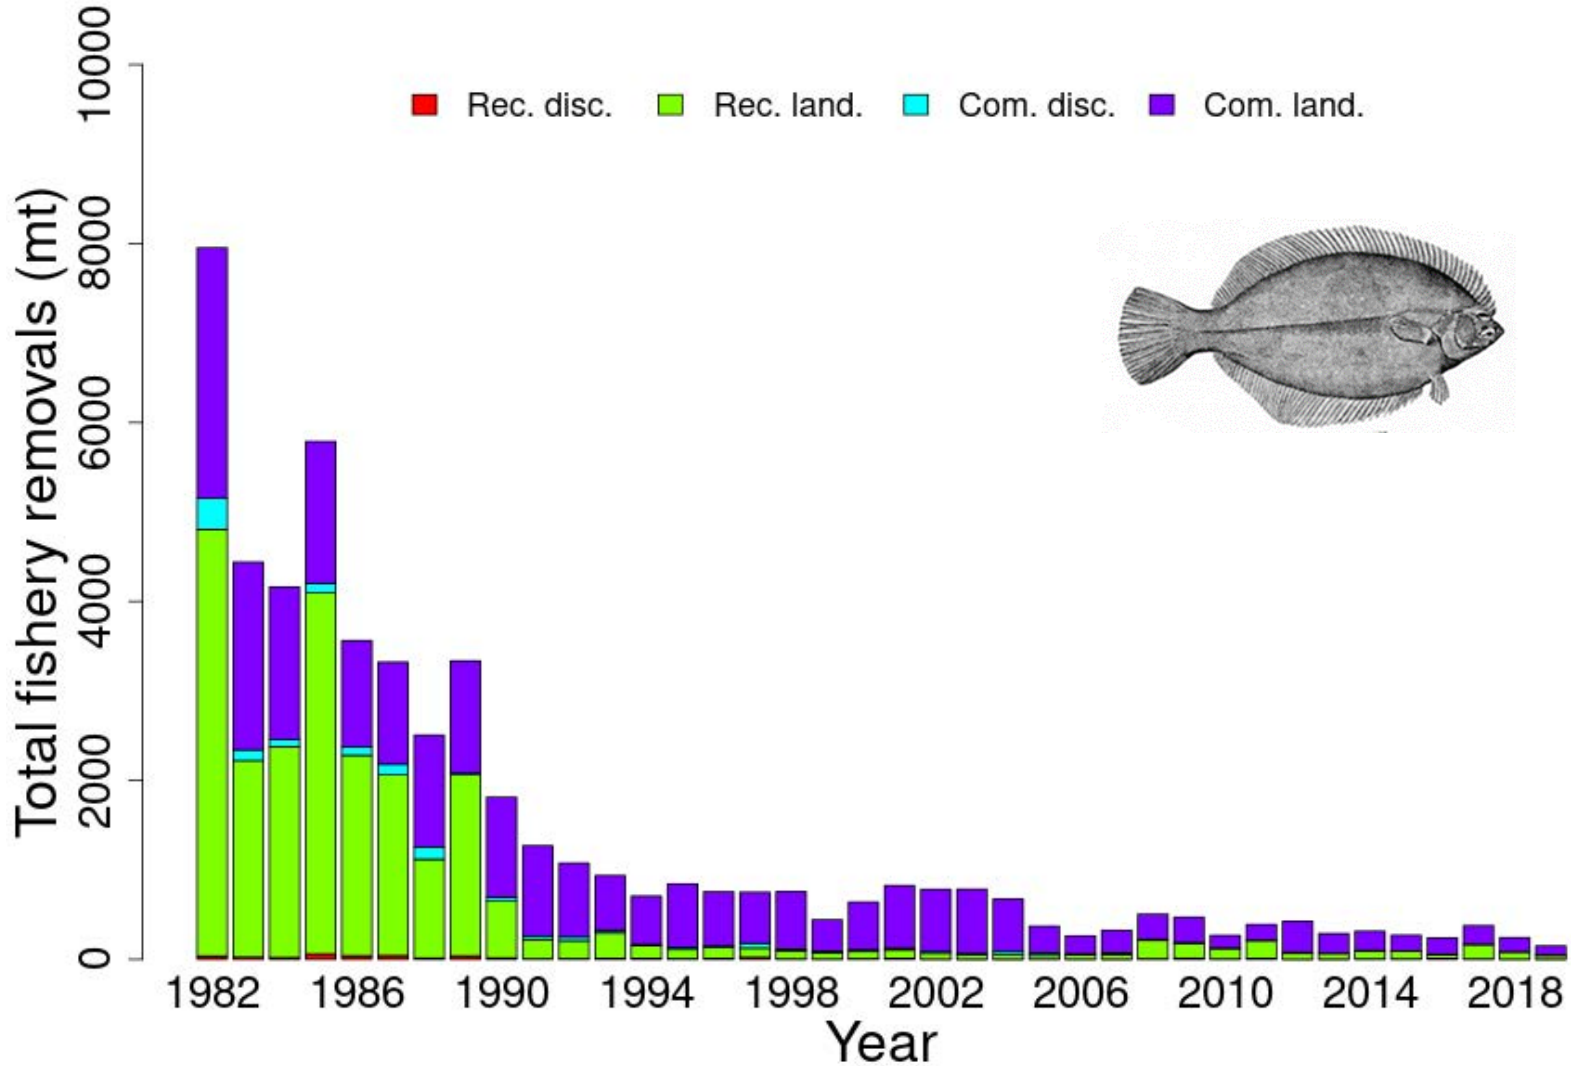 Total fishery removals (mt)
10000
8000
6000
4000
2000
0
Rec. disc. Rec. land. Com. disc. Com. land.
1982 1986 1990 1994 1998 2002 2006 2010 2014 2018
Year